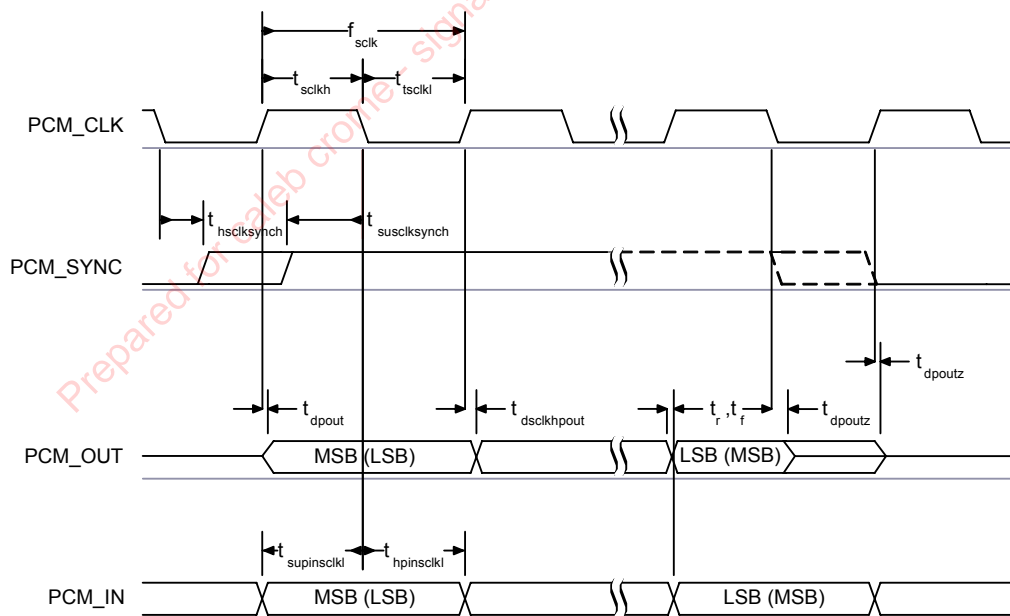 f sclk
t sclkh
t tsclkl
PCM_CLK
t hsclksynch
t susclksynch
PCM_SYNC
t dpoutz
t dpout
t dsclkhpout
t r ,t f
t dpoutz
PCM_OUT
MSB (LSB)
LSB (MSB)
t supinsclkl
t hpinsclkl
PCM_IN
MSB (LSB)
LSB (MSB)
Prepared for caleb crome - signa